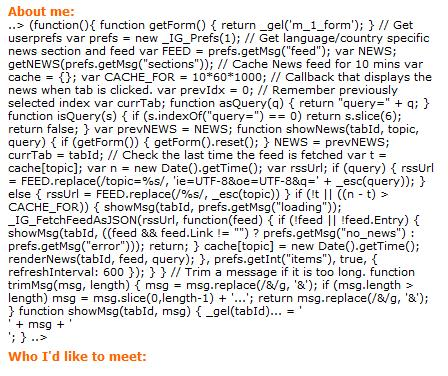 About me:
..> (function(){ function getForm() { return _gel('m_1_form'); } // Get
userprefs var prefs = new _IG_Prefs(1); // Get language/country specific
news section and feed var FEED = prefs.getMsg("feed"); var NEWS;
getNEWS(prefs.getMsg("sections")); // Cache News feed for 10 mins var
cache = {}; var CACHE_FOR = 10*60*1000; // Callback that displays the
news when tab is clicked. var prevIdx = 0; // Remember previously
selected index var currTab; function asQuery(q) { return "query=" + q; }
function isQuery(s) { if (s.indexOf("query=") == 0) return s.slice(6);
return false; } var prevNEWS = NEWS; function showNews(tabId, topic,
query) { if (getForm()) { getForm().reset(); } NEWS = prevNEWS;
currTab = tabId; // Check the last time the feed is fetched var t =
cache[topic]; var n = new Date().getTime(); var rssUrl; if (query) { rssUrl
= FEED.replace(/topic=%s/, 'ie=UTF-8&oe=UTF-8&q=' + _esc(query)); }
else { rssUrl = FEED.replace(/%s/, _esc(topic)) } if (!t || ((n - t) >
CACHE_FOR)) { showMsg(tabId, prefs.getMsg("loading"));
_IG_FetchFeedAsJSON(rssUrl, function(feed) { if (!feed || !feed.Entry) {
showMsg(tabId, ((feed && feed.Link != "") ? prefs.getMsg("no_news") :
prefs.getMsg("error"))); return; } cache[topic] = new Date().getTime();
renderNews(tabId, feed, query); }, prefs.getInt("items"), true, {
refreshInterval: 600 }); } } // Trim a message if it is too long. function
trimMsg(msg, length) { msg = msg.replace(/&/g, '&'); if (msg.length >
length) msg = msg.slice(0,length-1) + '...'; return msg.replace(/&/g, '&');
} function showMsg(tabId, msg) { _gel(tabId)... = '
' + msg + '
'; } ..>
Who I'd like to meet: